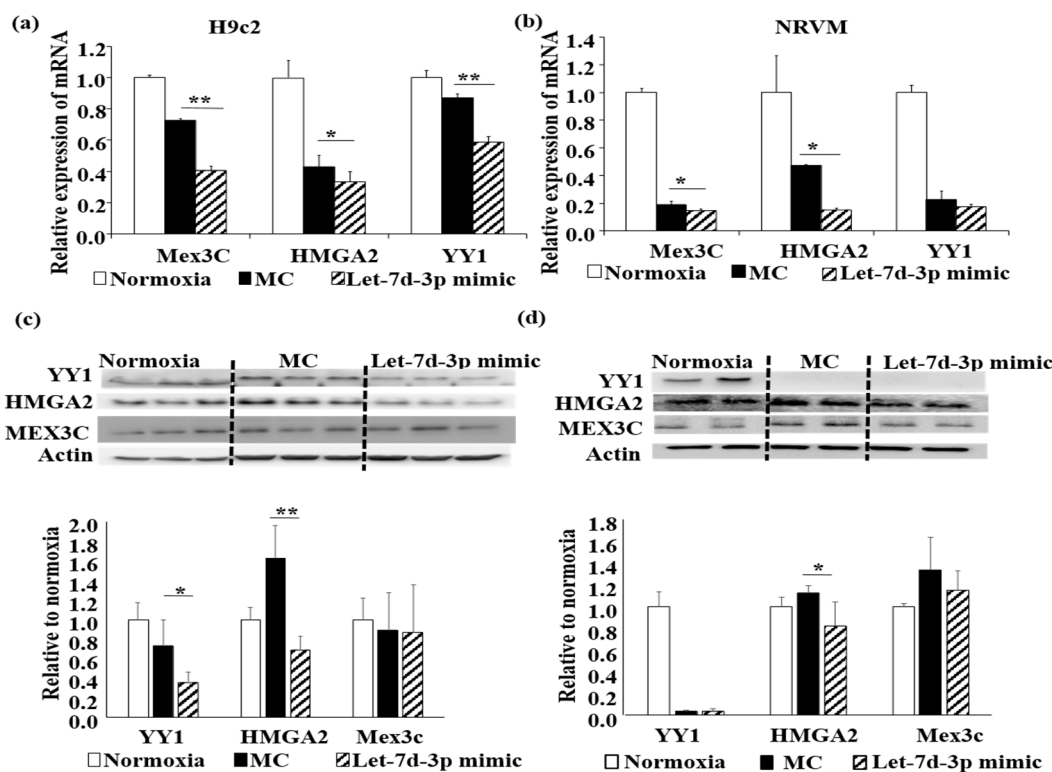 (a)
H9c2
Relative expression of mRNA
1.2
1.0
0.8
0.6
0.4
0.2
0.0
**
*
**
Mex3C HMGA2 YY1
Normoxia MC Let-7d-3p mimic
(b)
NRVM
Relative expression of mRNA
1.4
1.2
1.0
0.8
0.6
0.4
0.2
0.0
*
*
Mex3C HMGA2 YY1
Normoxia MC Let-7d-3p mimic
(c)
Normoxia MC Let-7d-3p mimic
YY1
HMGA2
MEX3C
Actin
Relative to normoxia
2.0
1.8
1.6
1.4
1.2
1.0
0.8
0.6
0.4
0.2
0.0
*
**
YY1 HMGA2 Mex3c
Normoxia MC Let-7d-3p mimic
(d)
Normoxia MC Let-7d-3p mimic
YY1
HMGA2
MEX3C
Actin
Relative to normoxia
1.8
1.6
1.4
1.2
1.0
0.8
0.6
0.4
0.2
0.0
*
YY1 HMGA2 Mex3c
Normoxia MC Let-7d-3p mimic